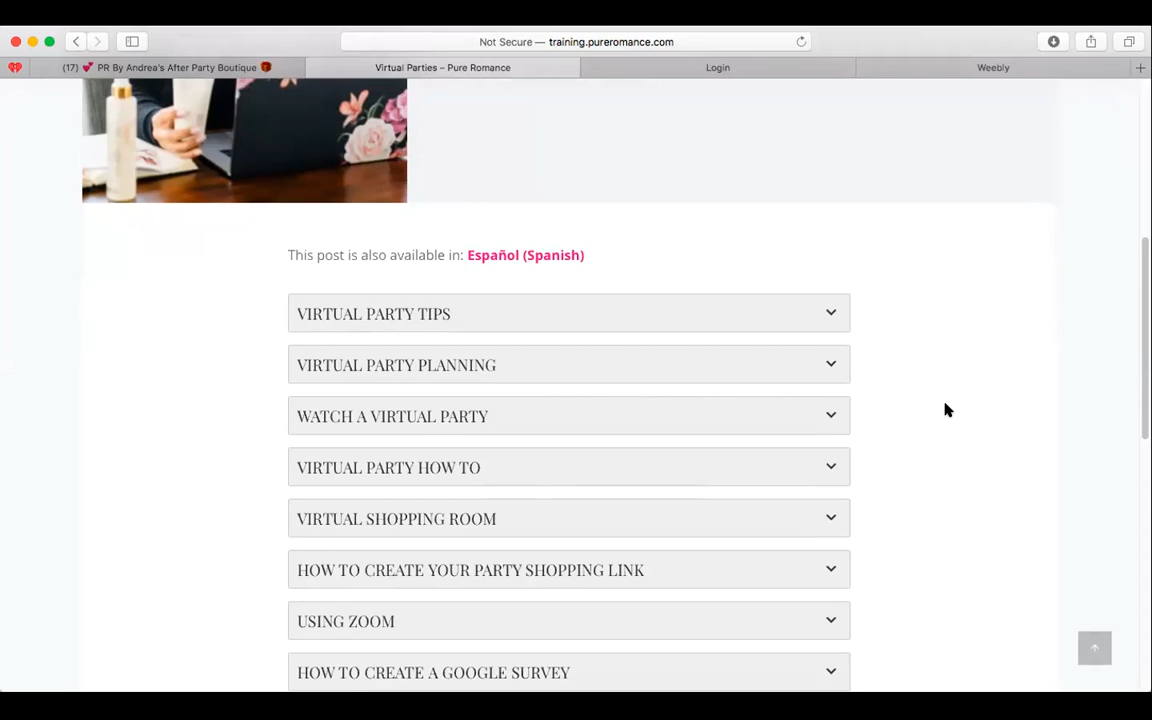 Not Secure — training.pureromance.com
(17) 💕 PR By Andrea's After Party Boutique 🎁
Virtual Parties – Pure Romance
Login
Weebly
This post is also available in: Español (Spanish)
VIRTUAL PARTY TIPS
VIRTUAL PARTY PLANNING
WATCH A VIRTUAL PARTY
VIRTUAL PARTY HOW TO
VIRTUAL SHOPPING ROOM
HOW TO CREATE YOUR PARTY SHOPPING LINK
USING ZOOM
HOW TO CREATE A GOOGLE SURVEY